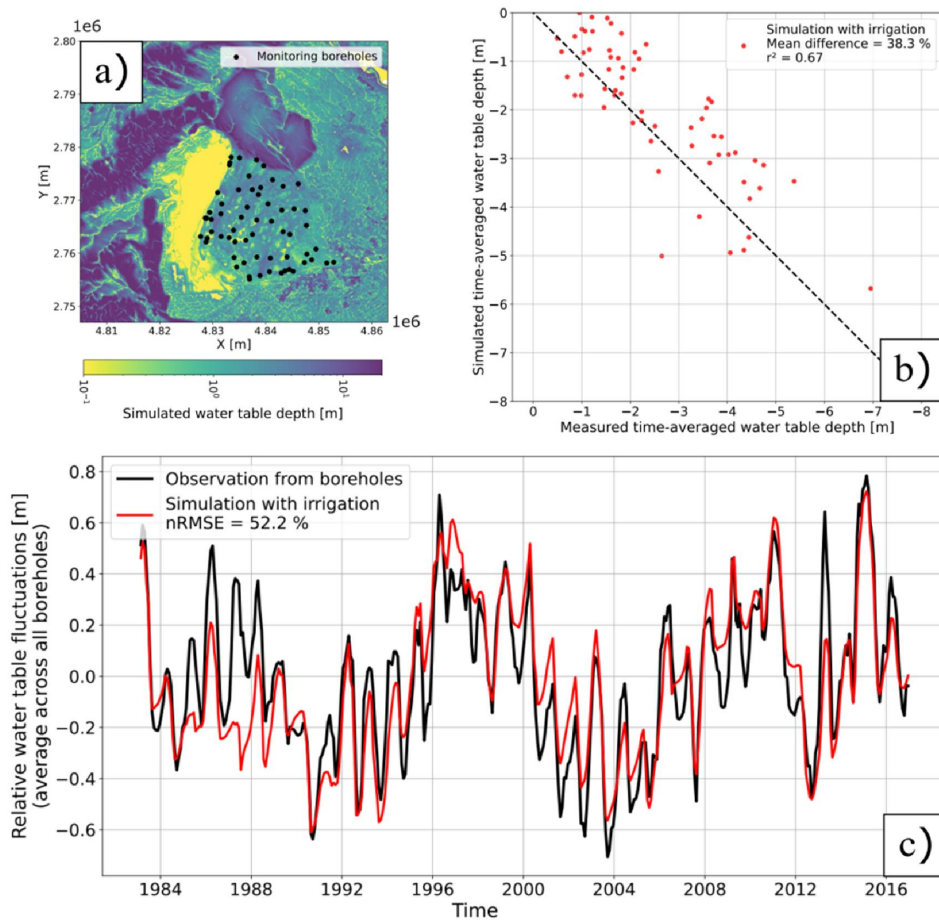 1e6
2.80
2.79
2.78
2.77
2.76
2.75
Y [m]
a)
Monitoring boreholes
4.81 4.82 4.83 4.84 4.85 4.86
1e6
X [m]
10⁻¹ 10⁰ 10¹
Simulated water table depth [m]
0
−1
−2
−3
−4
−5
−6
−7
−8
Simulated time-averaged water table depth [m]
Simulation with irrigation
Mean difference = 38.3 %
r² = 0.67
b)
0 −1 −2 −3 −4 −5 −6 −7 −8
Measured time-averaged water table depth [m]
0.8
0.6
0.4
0.2
0.0
−0.2
−0.4
−0.6
Relative water table fluctuations [m]
(average across all boreholes)
Observation from boreholes
Simulation with irrigation
nRMSE = 52.2 %
c)
1984 1988 1992 1996 2000 2004 2008 2012 2016
Time